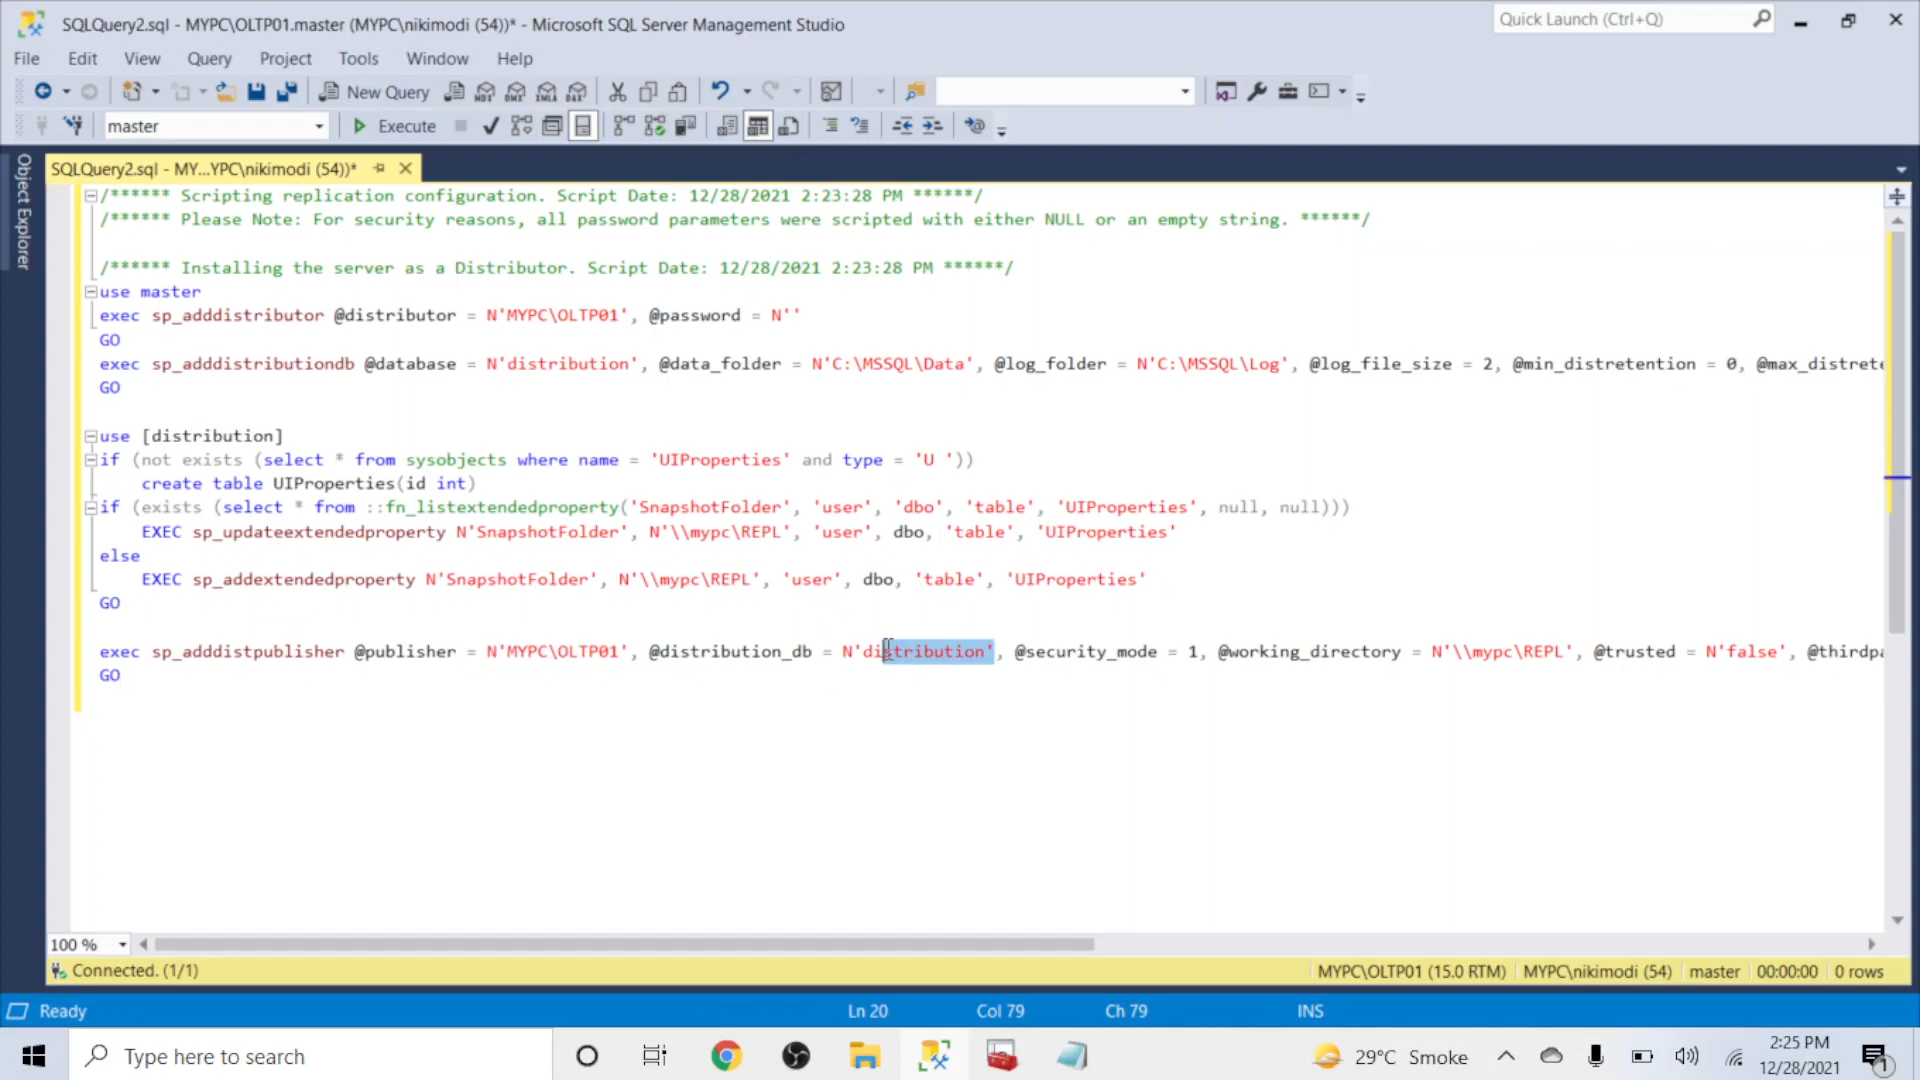 SQLQuery2.sql - MYPC\OLTP01.master (MYPC\nikimodi (54))* - Microsoft SQL Server Management Studio
Quick Launch (Ctrl+Q)
File Edit View Query Project Tools Window Help
New Query
MDX DMX XMLA DAX
master
Execute
Object Explorer
SQLQuery2.sql - MY...YPC\nikimodi (54))*
/****** Scripting replication configuration. Script Date: 12/28/2021 2:23:28 PM ******/
/****** Please Note: For security reasons, all password parameters were scripted with either NULL or an empty string. ******/
/****** Installing the server as a Distributor. Script Date: 12/28/2021 2:23:28 PM ******/
use master
exec sp_adddistributor @distributor = N'MYPC\OLTP01', @password = N''
GO
exec sp_adddistributiondb @database = N'distribution', @data_folder = N'C:\MSSQL\Data', @log_folder = N'C:\MSSQL\Log', @log_file_size = 2, @min_distretention = 0, @max_distrete
GO
use [distribution]
if (not exists (select * from sysobjects where name = 'UIProperties' and type = 'U '))
create table UIProperties(id int)
if (exists (select * from ::fn_listextendedproperty('SnapshotFolder', 'user', 'dbo', 'table', 'UIProperties', null, null)))
EXEC sp_updateextendedproperty N'SnapshotFolder', N'\\mypc\REPL', 'user', dbo, 'table', 'UIProperties'
else
EXEC sp_addextendedproperty N'SnapshotFolder', N'\\mypc\REPL', 'user', dbo, 'table', 'UIProperties'
GO
exec sp_adddistpublisher @publisher = N'MYPC\OLTP01', @distribution_db = N'distribution', @security_mode = 1, @working_directory = N'\\mypc\REPL', @trusted = N'false', @thirdpa
GO
100 %
Connected. (1/1)
MYPC\OLTP01 (15.0 RTM) MYPC\nikimodi (54) master 00:00:00 0 rows
Ready Ln 20 Col 79 Ch 79 INS
Type here to search
29°C Smoke
2:25 PM
12/28/2021
1